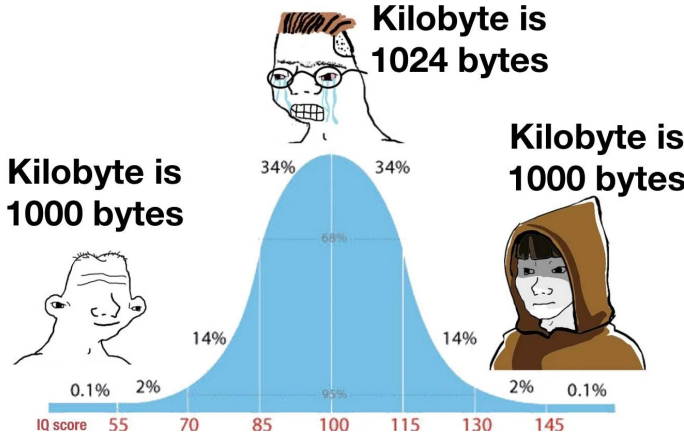 Kilobyte is
1024 bytes
Kilobyte is
1000 bytes
Kilobyte is
1000 bytes
34% 34%
68%
14% 14%
0.1% 2% 95% 2% 0.1%
IQ score 55 70 85 100 115 130 145